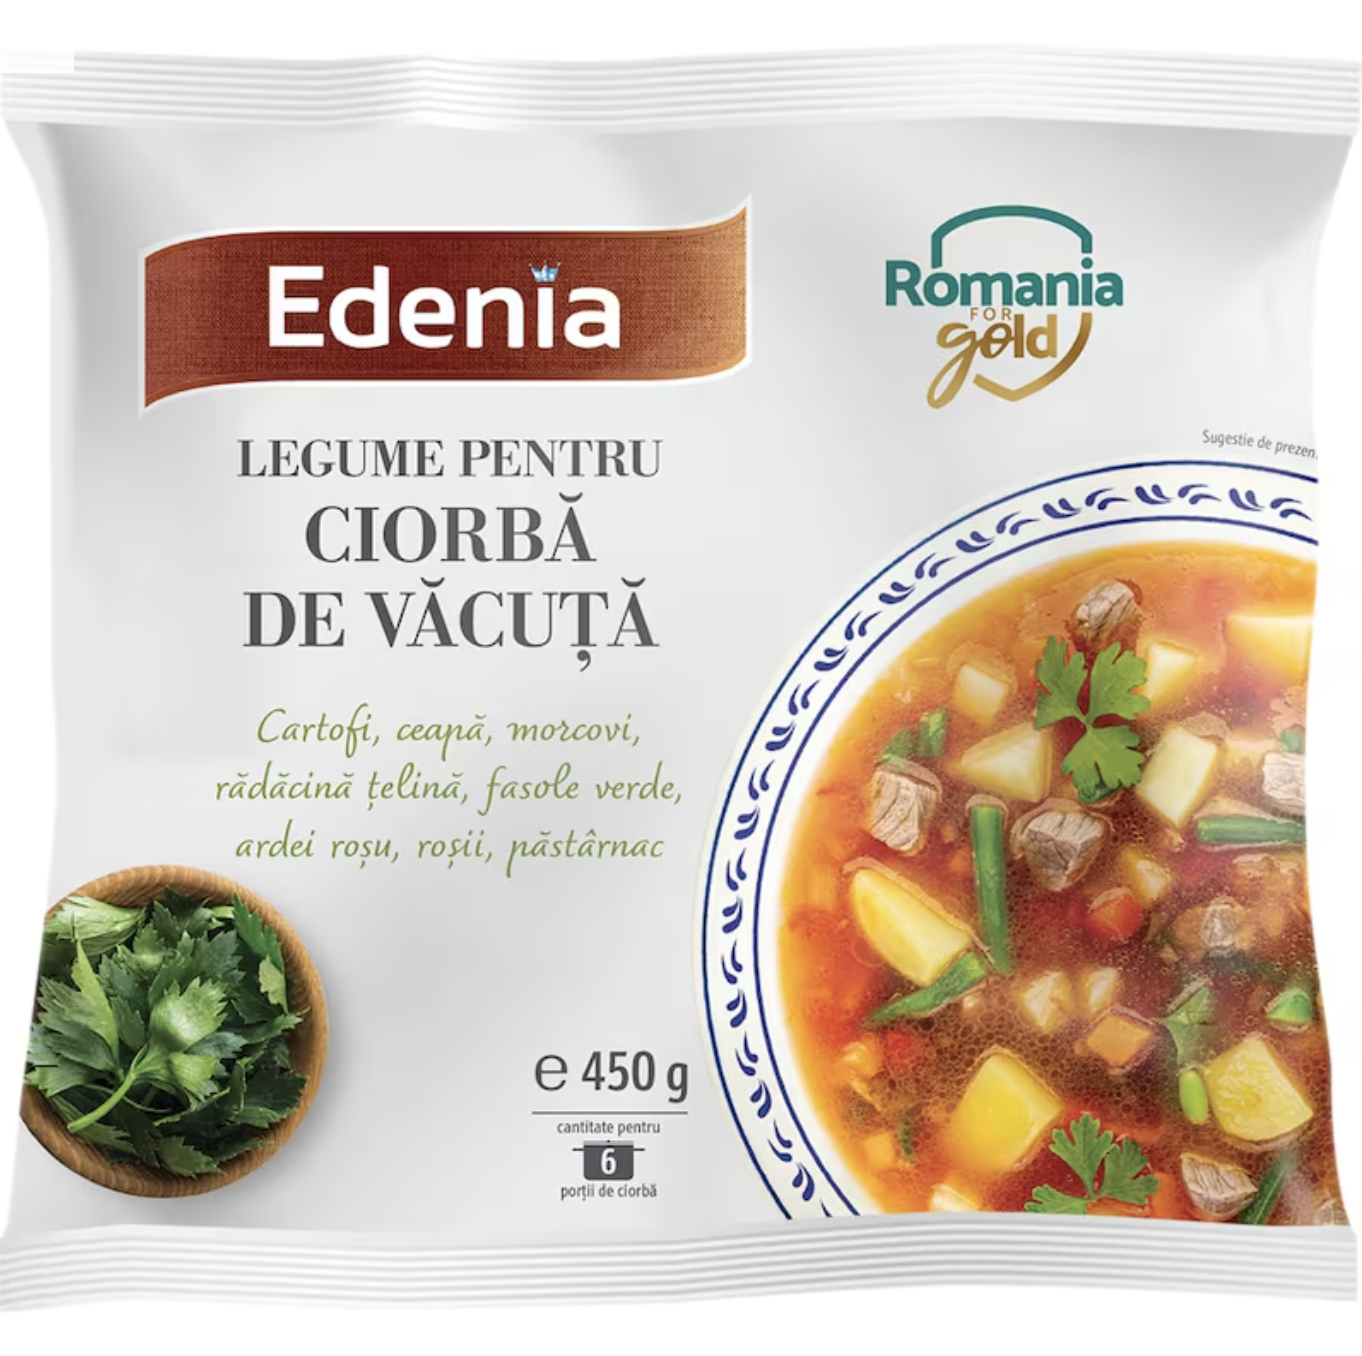 Edenia
Romania
FOR
gold
LEGUME PENTRU
CIORBĂ
DE VĂCUȚĂ
Sugestie de
Cartofi, ceapă, morcovi,
rădăcină țelină, fasole verde,
ardei roșu, roșii, păstârnac
℮ 450 g
cantitate pentru
6
porții de ciorbă